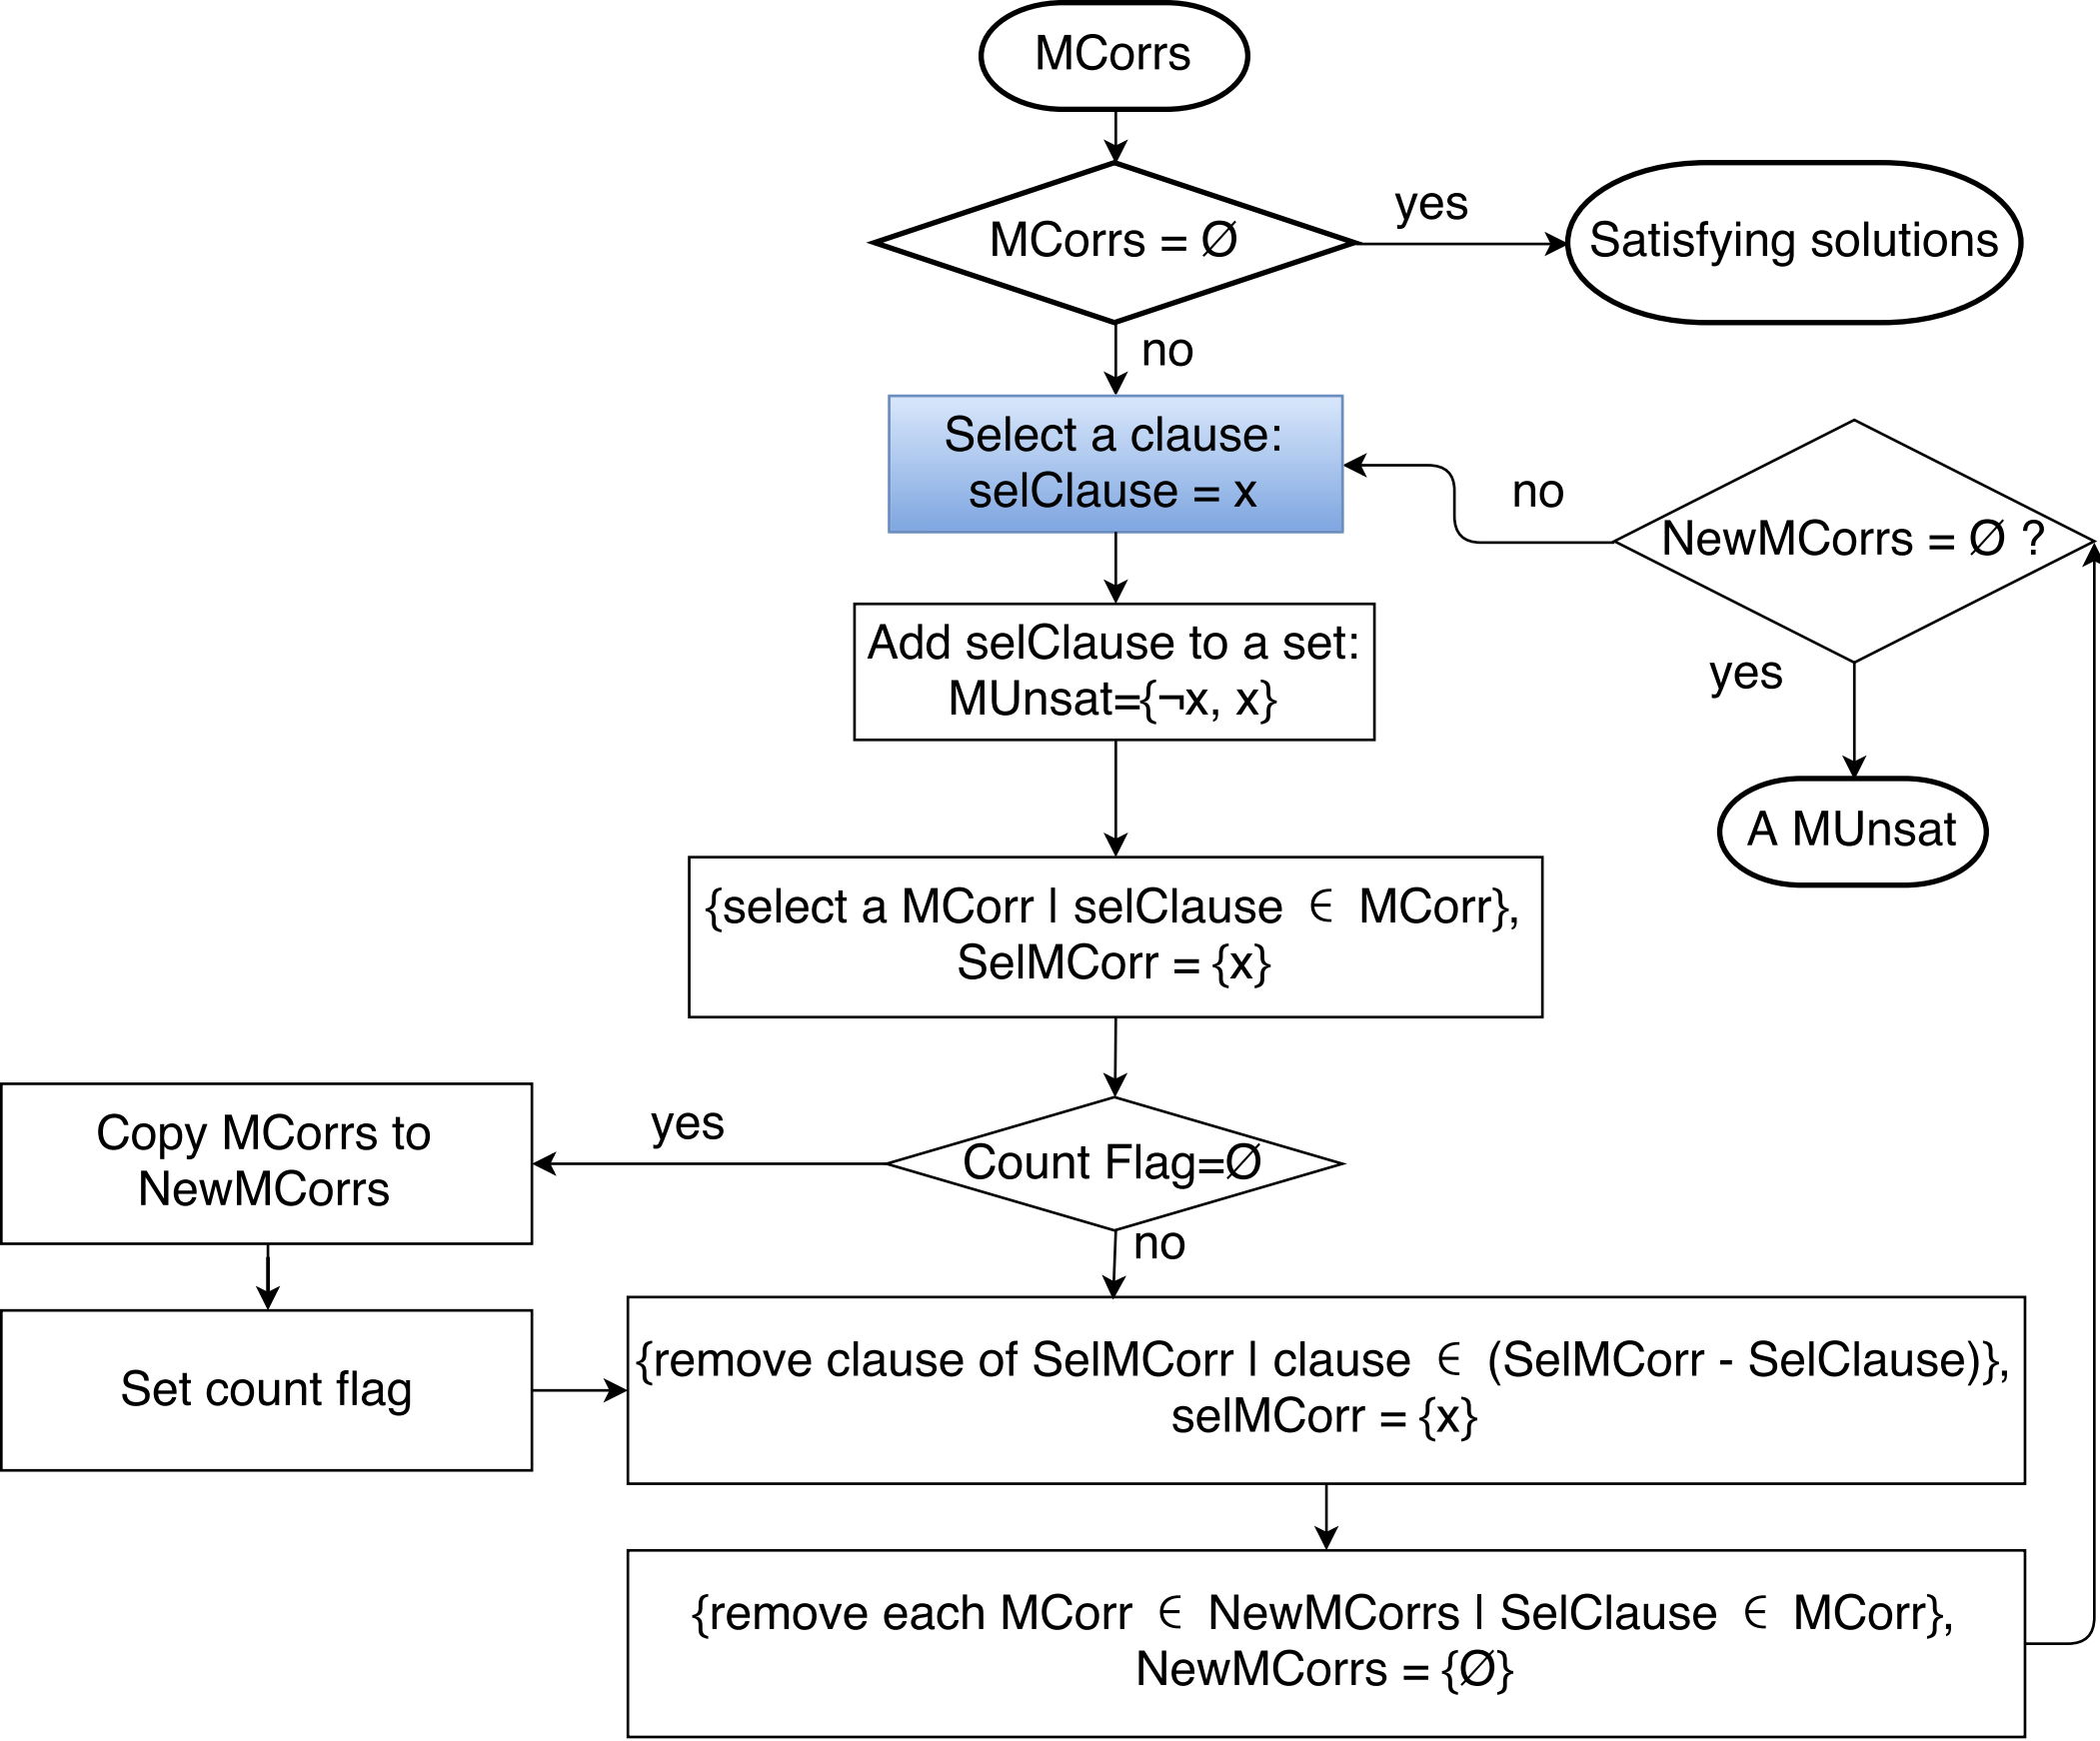 MCorrs
MCorrs = Ø
yes
Satisfying solutions
no
Select a clause:
selClause = x
no
NewMCorrs = Ø ?
yes
A MUnsat
Add selClause to a set:
MUnsat={¬x, x}
{select a MCorr | selClause ∈ MCorr},
SelMCorr = {x}
Count Flag=Ø
yes
Copy MCorrs to
NewMCorrs
no
Set count flag
{remove clause of SelMCorr | clause ∈ (SelMCorr - SelClause)},
selMCorr = {x}
{remove each MCorr ∈ NewMCorrs | SelClause ∈ MCorr},
NewMCorrs = {Ø}